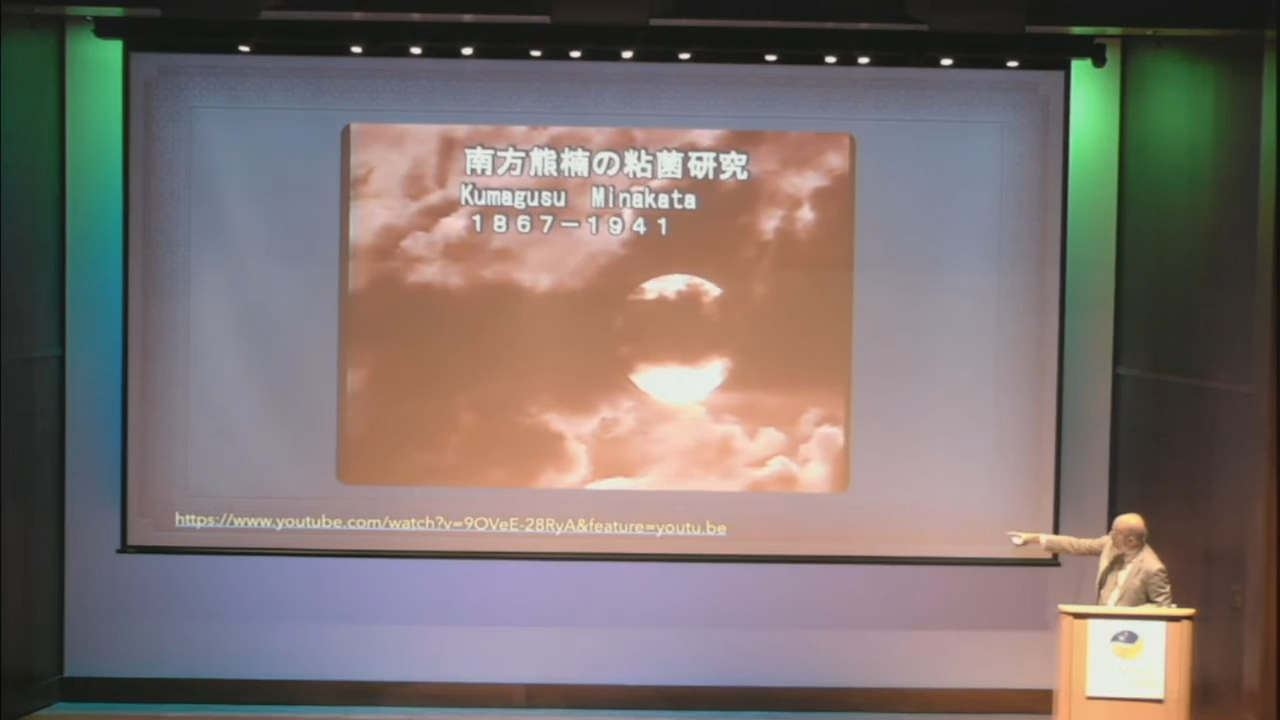 南方熊楠の粘菌研究
Kumagusu Minakata
1867-1941
https://www.youtube.com/watch?v=9OVeE-28RyA&feature=youtu.be